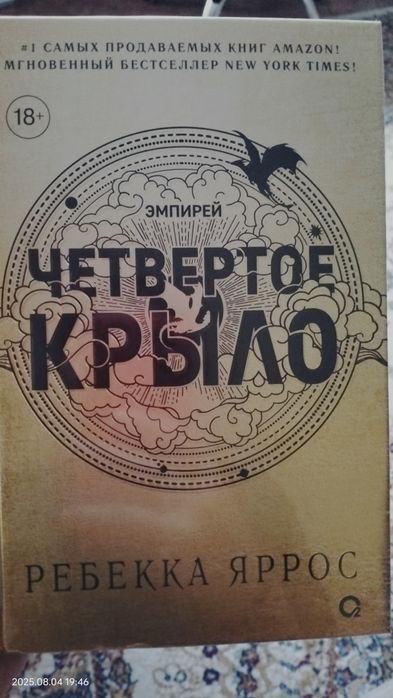 #1 САМЫХ ПРОДАВАЕМЫХ КНИГ AMAZON!
МГНОВЕННЫЙ БЕСТСЕЛЛЕР NEW YORK TIMES!
18+
ЭМПИРЕЙ
ЧЕТВЕРТОЕ
КРЫЛО
РЕБЕККА ЯРРОС
O2
2025.08.04 19:46